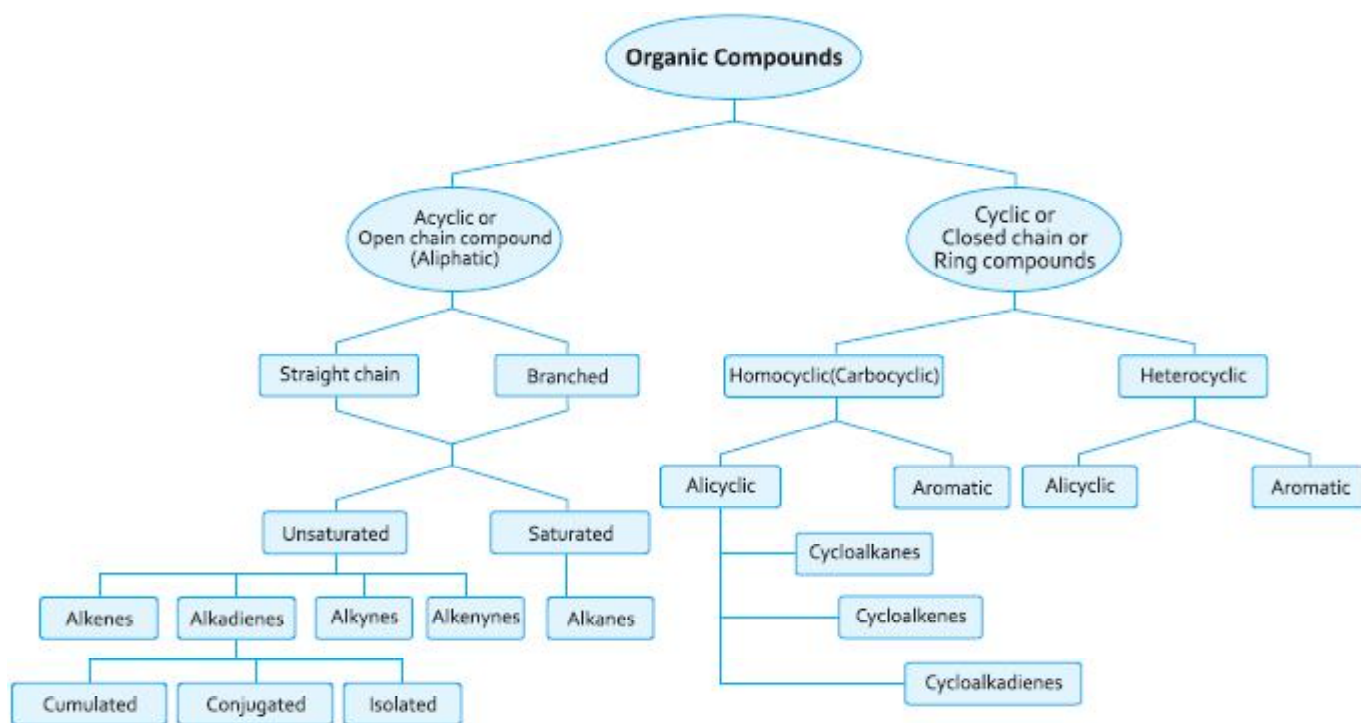 Organic Compounds
Acyclic or
Open chain compound
(Aliphatic)
Cyclic or
Closed chain or
Ring compounds
Straight chain
Branched
Homocyclic(Carbocyclic)
Heterocyclic
Alicyclic
Aromatic
Alicyclic
Aromatic
Unsaturated
Saturated
Cycloalkanes
Alkenes
Alkadienes
Alkynes
Alkenynes
Alkanes
Cycloalkenes
Cumulated
Conjugated
Isolated
Cycloalkadienes